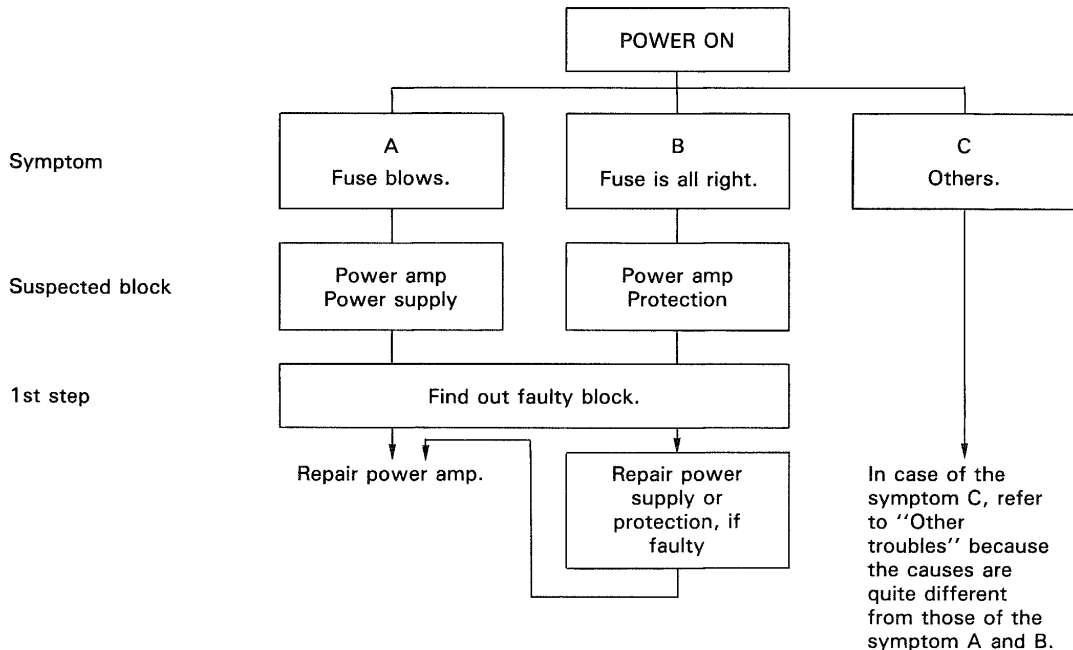 POWER ON
Symptom
A
Fuse blows.
B
Fuse is all right.
C
Others.
Suspected block
Power amp
Power supply
Power amp
Protection
1st step
Find out faulty block.
Repair power amp.
Repair power
supply or
protection, if
faulty
In case of the
symptom C, refer
to ‘‘Other
troubles’’ because
the causes are
quite different
from those of the
symptom A and B.